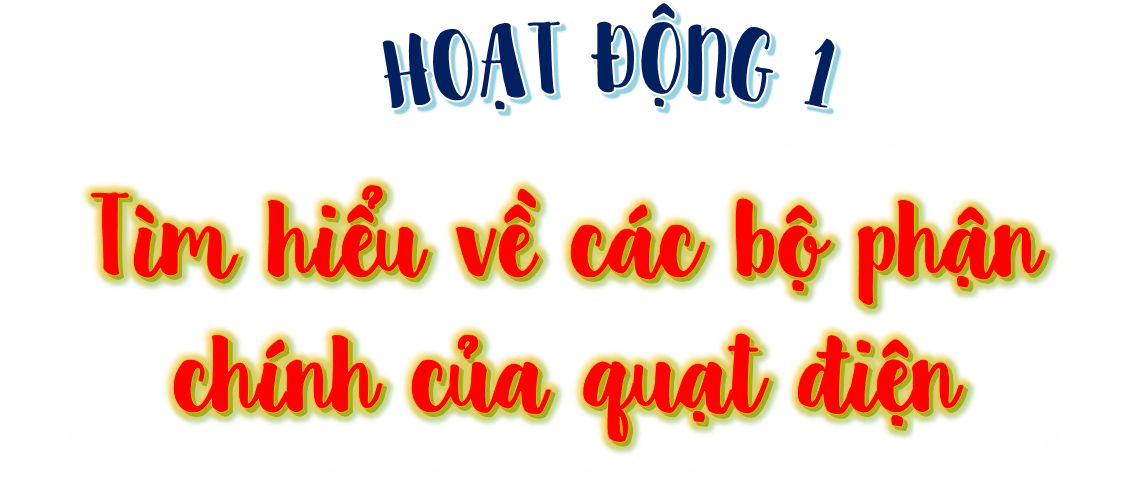 HOẠT ĐỘNG 1
Tìm hiểu về các bộ phận
chính của quạt điện